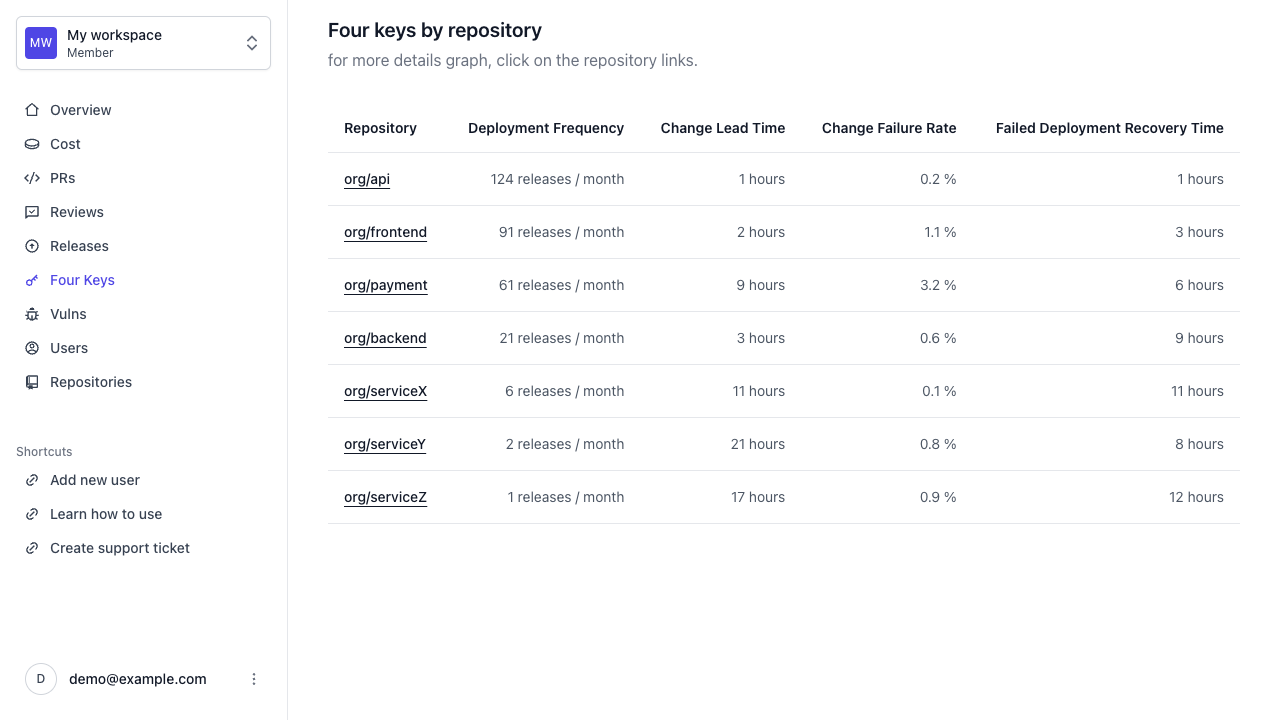 MW
My workspace
Member
Overview
Cost
PRs
Reviews
Releases
Four Keys
Vulns
Users
Repositories
Shortcuts
Add new user
Learn how to use
Create support ticket
D
demo@example.com
Four keys by repository
for more details graph, click on the repository links.
Repository Deployment Frequency Change Lead Time Change Failure Rate Failed Deployment Recovery Time
org/api 124 releases / month 1 hours 0.2 % 1 hours
org/frontend 91 releases / month 2 hours 1.1 % 3 hours
org/payment 61 releases / month 9 hours 3.2 % 6 hours
org/backend 21 releases / month 3 hours 0.6 % 9 hours
org/serviceX 6 releases / month 11 hours 0.1 % 11 hours
org/serviceY 2 releases / month 21 hours 0.8 % 8 hours
org/serviceZ 1 releases / month 17 hours 0.9 % 12 hours